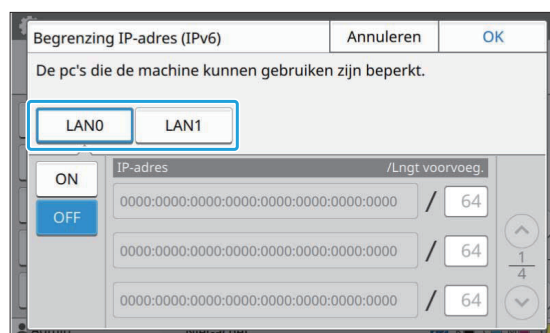 Begrenzing IP-adres (IPv6) Annuleren OK
De pc's die de machine kunnen gebruiken zijn beperkt.
LAN0 LAN1
IP-adres /Lngt voorvoeg.
ON
OFF
0000:0000:0000:0000:0000:0000:0000:0000 / 64
0000:0000:0000:0000:0000:0000:0000:0000 / 64
1
4
0000:0000:0000:0000:0000:0000:0000:0000 / 64